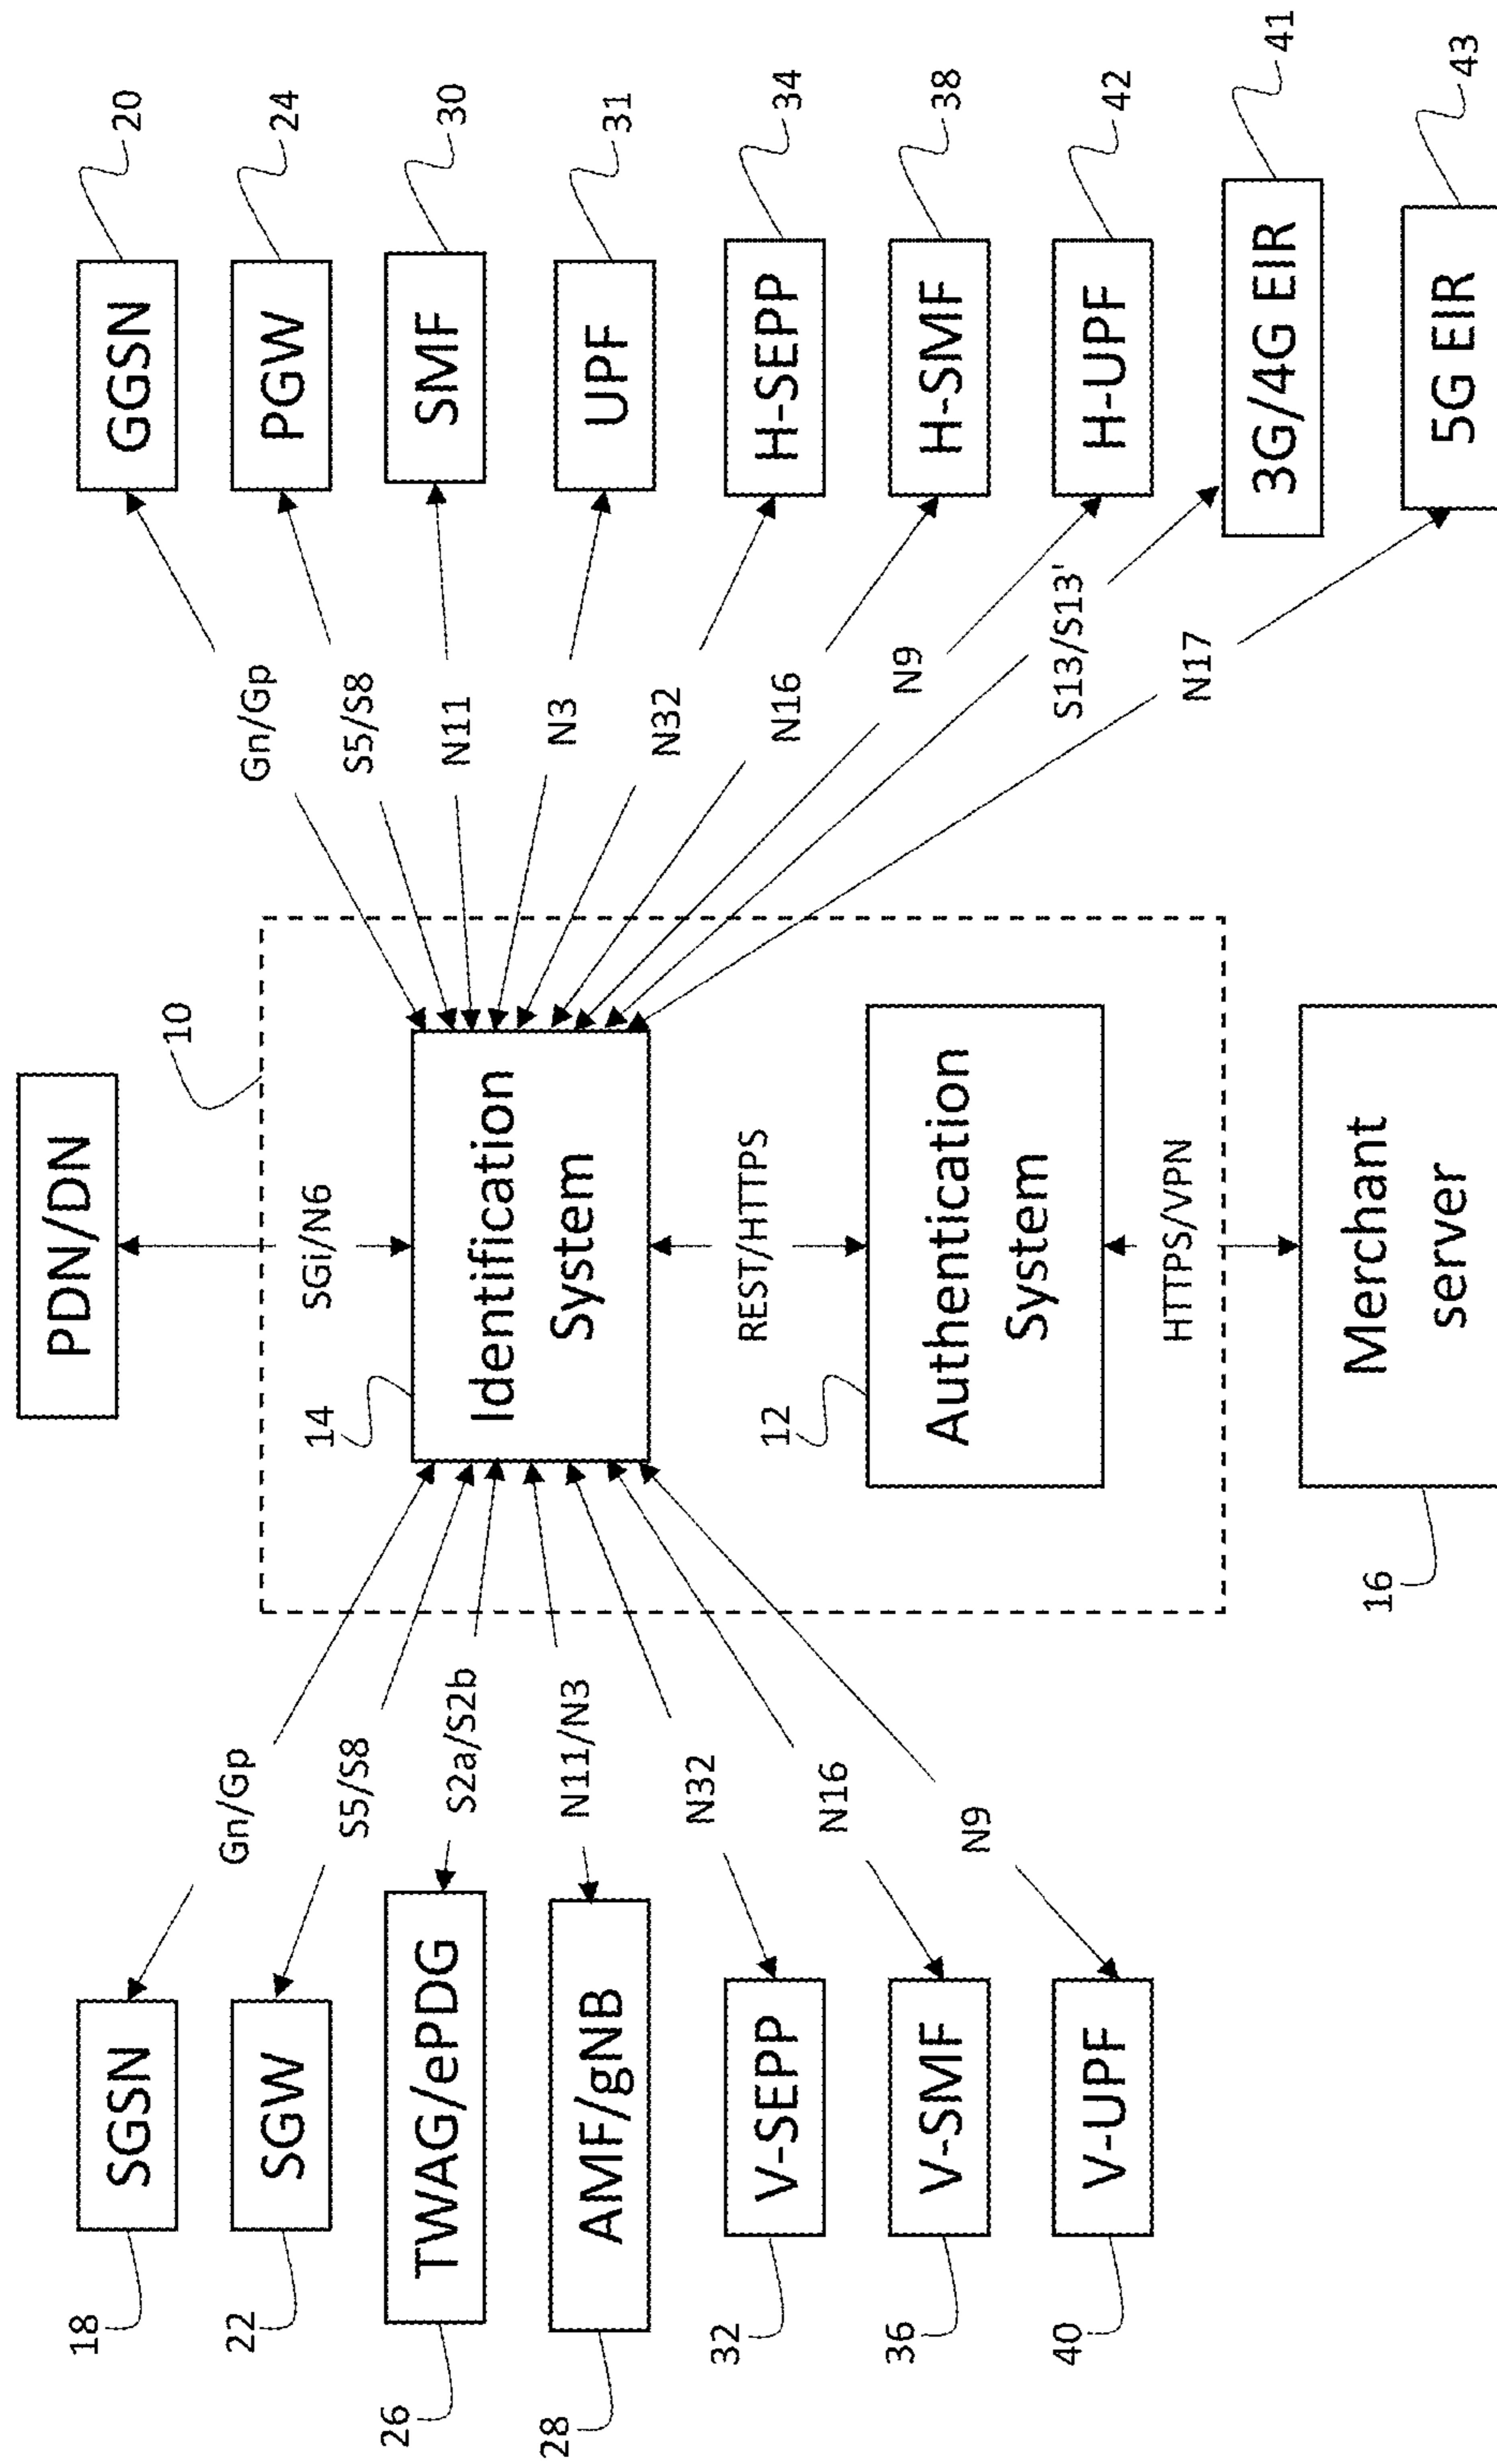 PDN/DN
10
SGi/N6
14
Identification
System
REST/HTTPS
12
Authentication
System
HTTPS/VPN
16
Merchant
server
18
SGSN
Gn/Gp
22
SGW
S5/S8
26
TWAG/ePDG
S2a/S2b
28
AMF/gNB
N11/N3
32
V-SEPP
N32
36
V-SMF
N16
40
V-UPF
N9
Gn/Gp
GGSN
20
S5/S8
PGW
24
N11
SMF
30
N3
UPF
31
N32
H-SEPP
34
N16
H-SMF
38
N9
H-UPF
42
S13/S13'
3G/4G EIR
41
N17
5G EIR
43